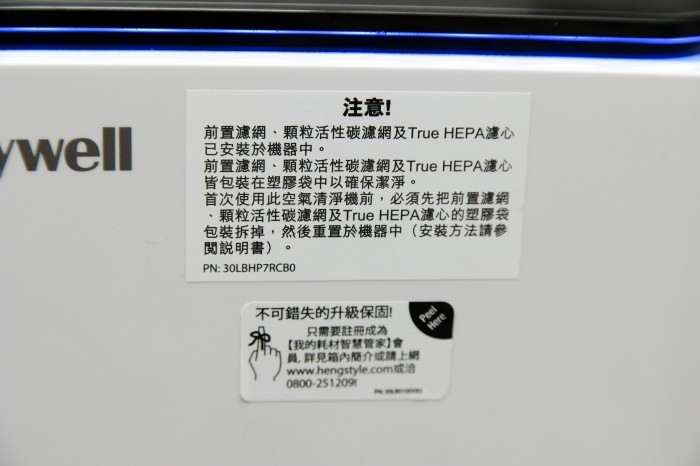 ywell
注意!
前置濾網、顆粒活性碳濾網及True HEPA濾心
已安裝於機器中。
前置濾網、顆粒活性碳濾網及True HEPA濾心
皆包裝在塑膠袋中以確保潔淨。
首次使用此空氣清淨機前，必須先把前置濾網
、顆粒活性碳濾網及True HEPA濾心的塑膠袋
包裝拆掉，然後重置於機器中（安裝方法請參
閱說明書）。
PN: 30LBHP7RCB0
不可錯失的升級保固!
Peel
Here
只需要註冊成為
【我的耗材智慧管家】會
員, 詳見箱內簡介或請上網
www.hengstyle.com或洽
0800-251209!